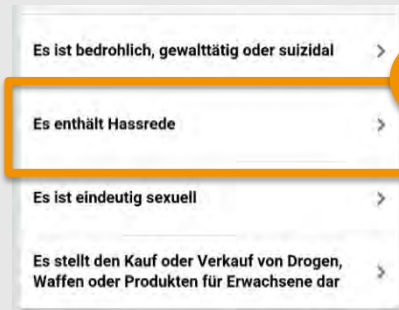 Es ist bedrohlich, gewalttätig oder suizidal
Es enthält Hassrede
Es ist eindeutig sexuell
Es stellt den Kauf oder Verkauf von Drogen,
Waffen oder Produkten für Erwachsene dar